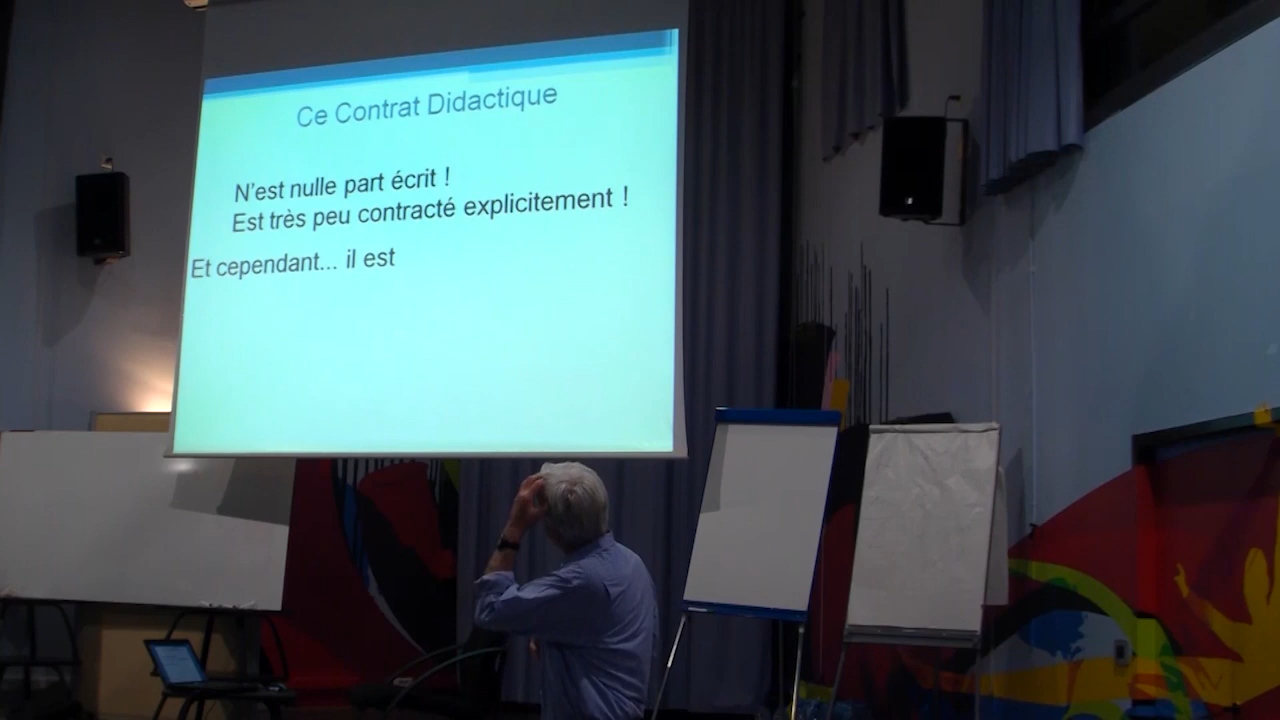 Ce Contrat Didactique
N'est nulle part écrit !
Est très peu contracté explicitement !
Et cependant... il est